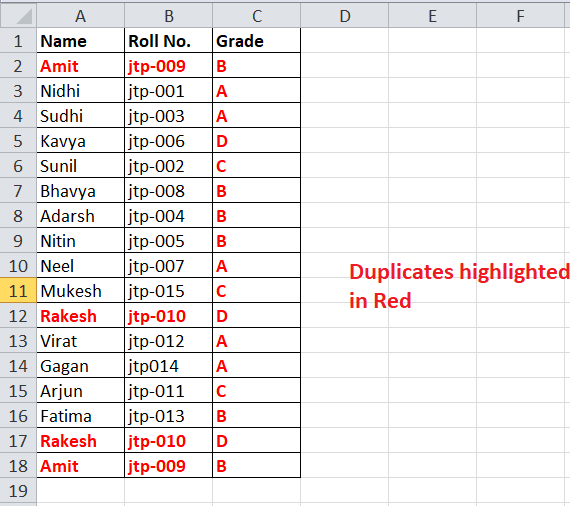 A B C D E F
1 Name Roll No. Grade
2 Amit jtp-009 B
3 Nidhi jtp-001 A
4 Sudhi jtp-003 A
5 Kavya jtp-006 D
6 Sunil jtp-002 C
7 Bhavya jtp-008 B
8 Adarsh jtp-004 B
9 Nitin jtp-005 B
10 Neel jtp-007 A
11 Mukesh jtp-015 C
12 Rakesh jtp-010 D
13 Virat jtp-012 A
14 Gagan jtp014 A
15 Arjun jtp-011 C
16 Fatima jtp-013 B
17 Rakesh jtp-010 D
18 Amit jtp-009 B
19
Duplicates highlighted
in Red